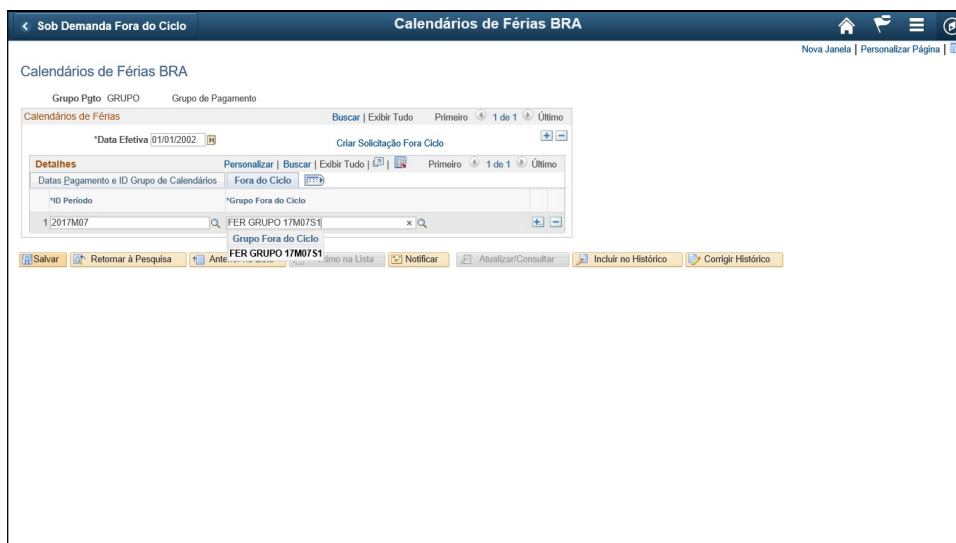 Sob Demanda Fora do Ciclo
Calendários de Férias BRA
Nova Janela | Personalizar Página |
Calendários de Férias BRA
Grupo Pgto GRUPO Grupo de Pagamento
Calendários de Férias Buscar | Exibir Tudo Primeiro 1 de 1 Último
*Data Efetiva 01/01/2002 Criar Solicitação Fora Ciclo
Detalhes Personalizar | Buscar | Exibir Tudo | | Primeiro 1 de 1 Último
Datas Pagamento e ID Grupo de Calendários Fora do Ciclo
*ID Período *Grupo Fora do Ciclo
1 2017M07 FER GRUPO 17M07S1 ×
Grupo Fora do Ciclo
FER GRUPO 17M07S1
Salvar Retornar à Pesquisa na Lista Notificar Atualizar/Consultar Incluir no Histórico Corrigir Histórico